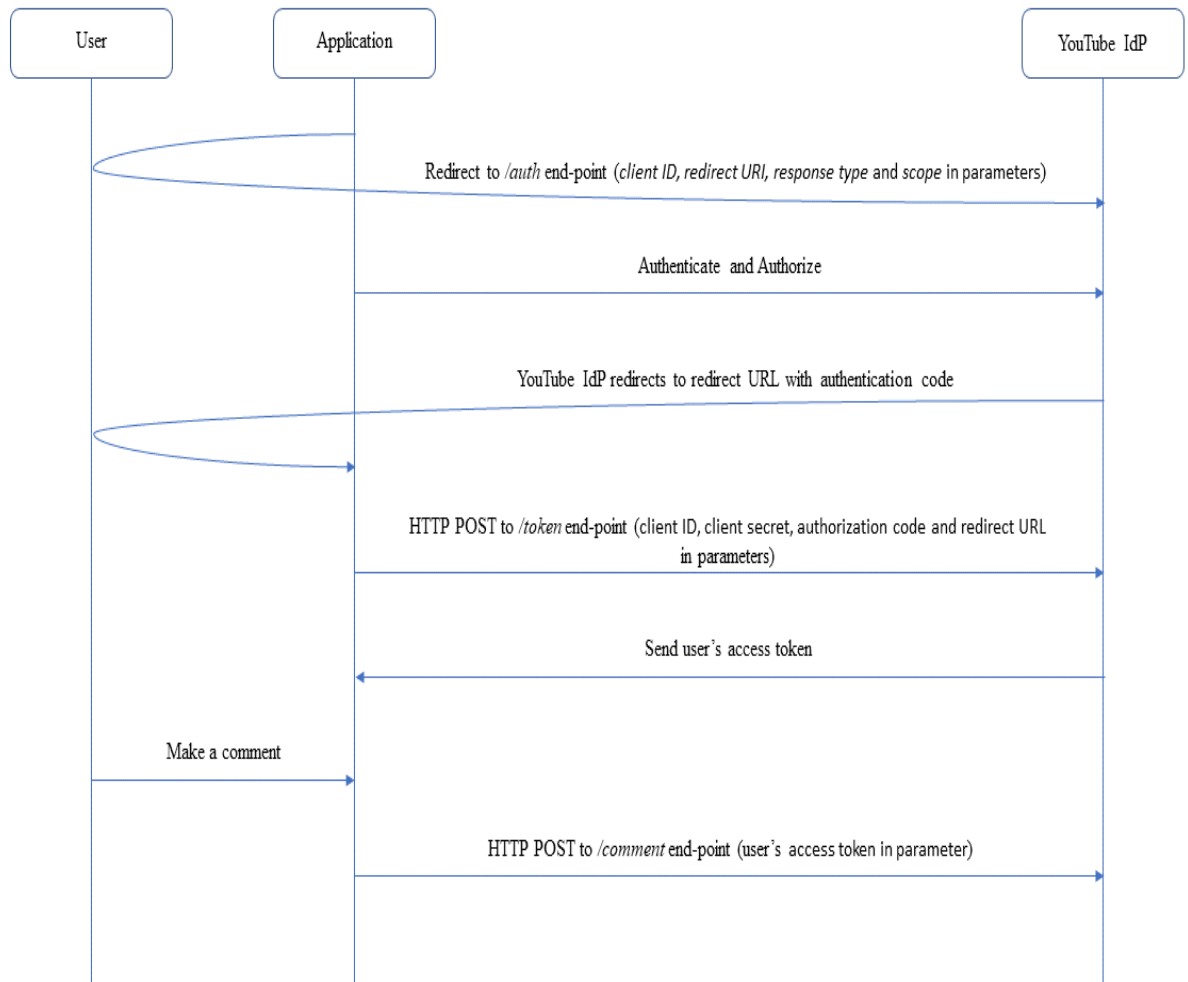 User
Application
YouTube IdP
Redirect to /auth end-point (client ID, redirect URI, response type and scope in parameters)
Authenticate and Authorize
YouTube IdP redirects to redirect URL with authentication code
HTTP POST to /token end-point (client ID, client secret, authorization code and redirect URL
in parameters)
Send user’s access token
Make a comment
HTTP POST to /comment end-point (user’s access token in parameter)